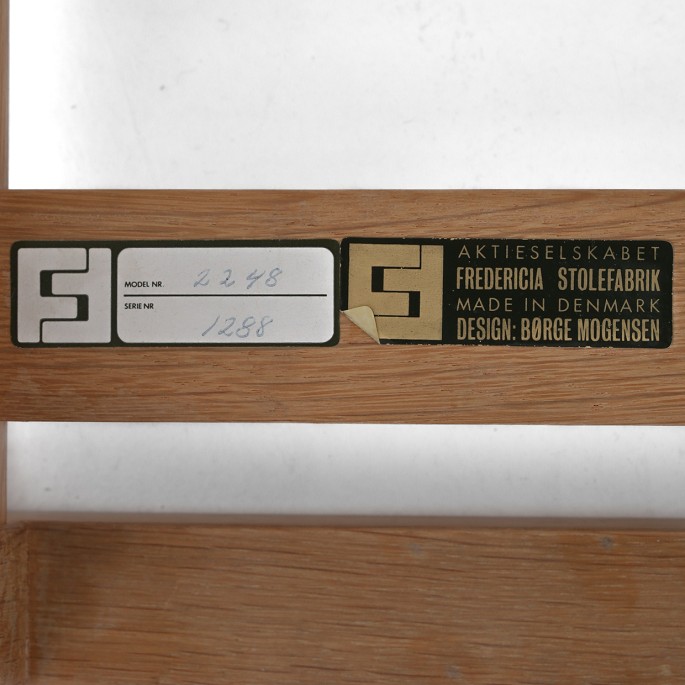 MODEL NR. 2248
SERIE NR 1288
AKTIESELSKABET
FREDERICIA STOLEFABRIK
MADE IN DENMARK
DESIGN: BØRGE MOGENSEN